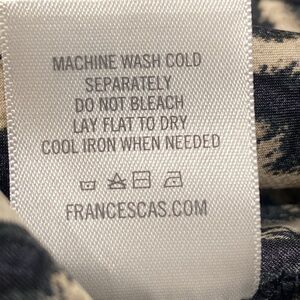 MACHINE WASH COLD
SEPARATELY
DO NOT BLEACH
LAY FLAT TO DRY
COOL IRON WHEN NEEDED
FRANCESCAS.COM